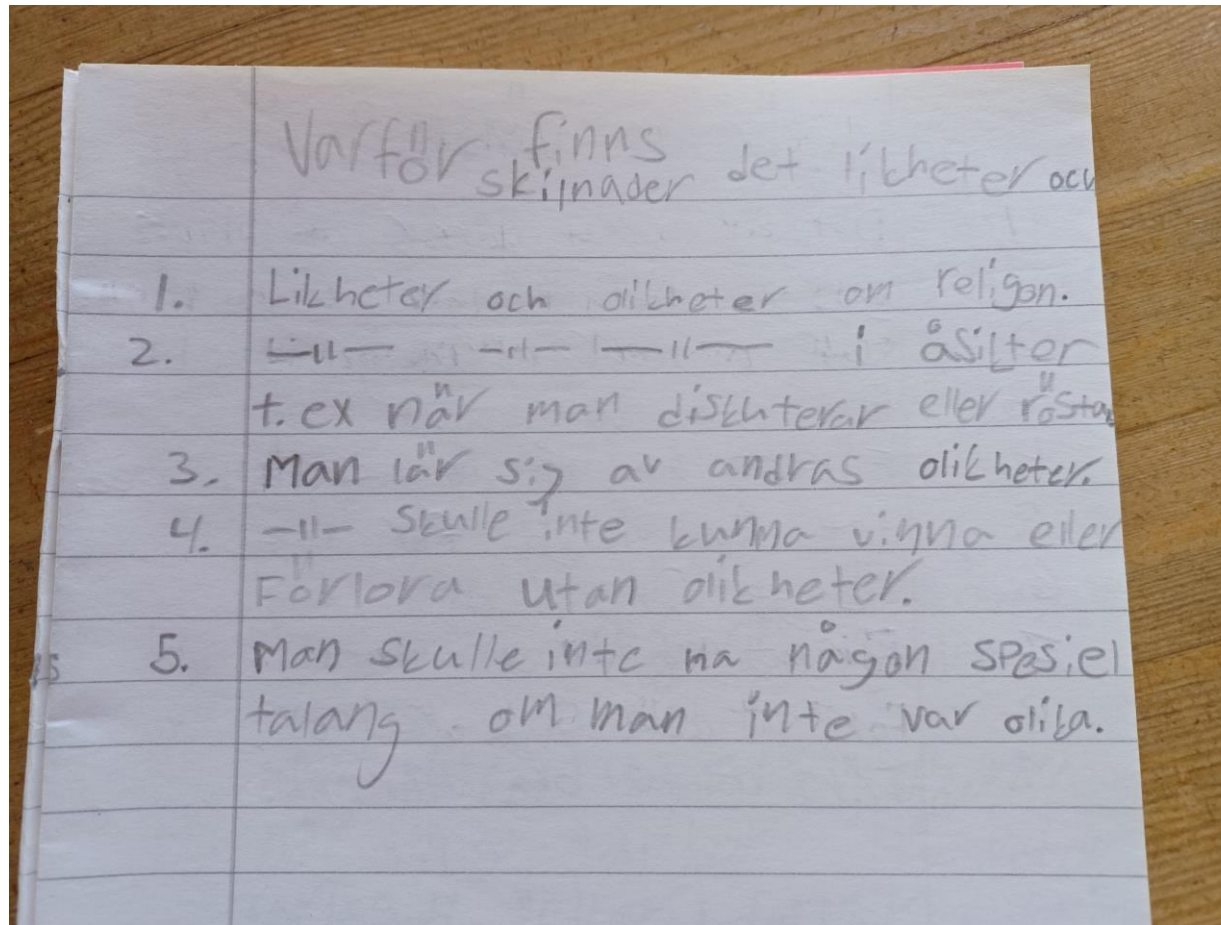 Varför finns det likheter och
skijnader
1. Likheter och olikheter om religon.
2. —||— —||— —||— i åsikter
t.ex när man diskuterar eller röstar
3. Man lär sig av andras olikheter.
4. —||— skulle inte kunna vinna eller
Förlora utan olikheter.
5. Man skulle inte ha någon spesiel
talang om man inte var olika.